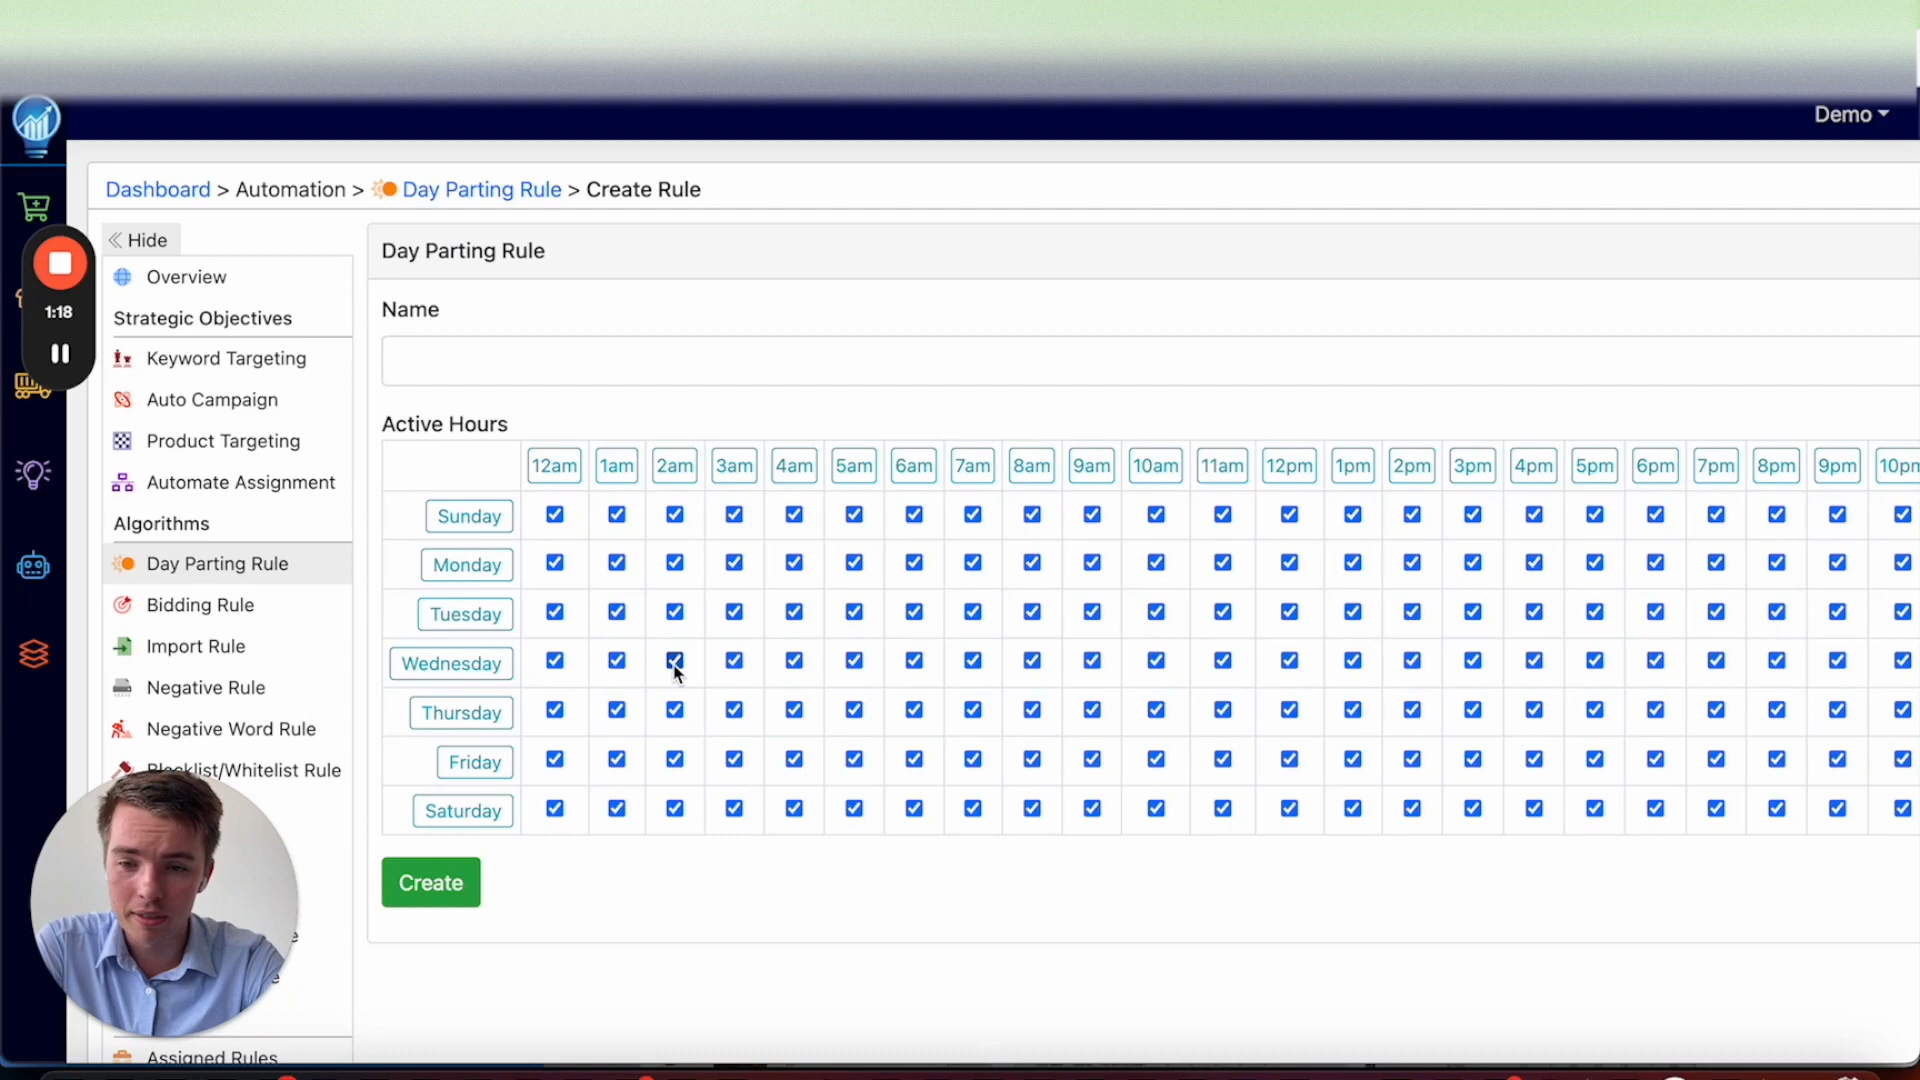 Demo
Dashboard > Automation > Day Parting Rule > Create Rule
Hide
Overview
Strategic Objectives
Keyword Targeting
Auto Campaign
Product Targeting
Automate Assignment
Algorithms
Day Parting Rule
Bidding Rule
Import Rule
Negative Rule
Negative Word Rule
Blacklist/Whitelist Rule
Assigned Rules
1:18
Day Parting Rule
Name
Active Hours
12am 1am 2am 3am 4am 5am 6am 7am 8am 9am 10am 11am 12pm 1pm 2pm 3pm 4pm 5pm 6pm 7pm 8pm 9pm 10pm
Sunday
Monday
Tuesday
Wednesday
Thursday
Friday
Saturday
Create